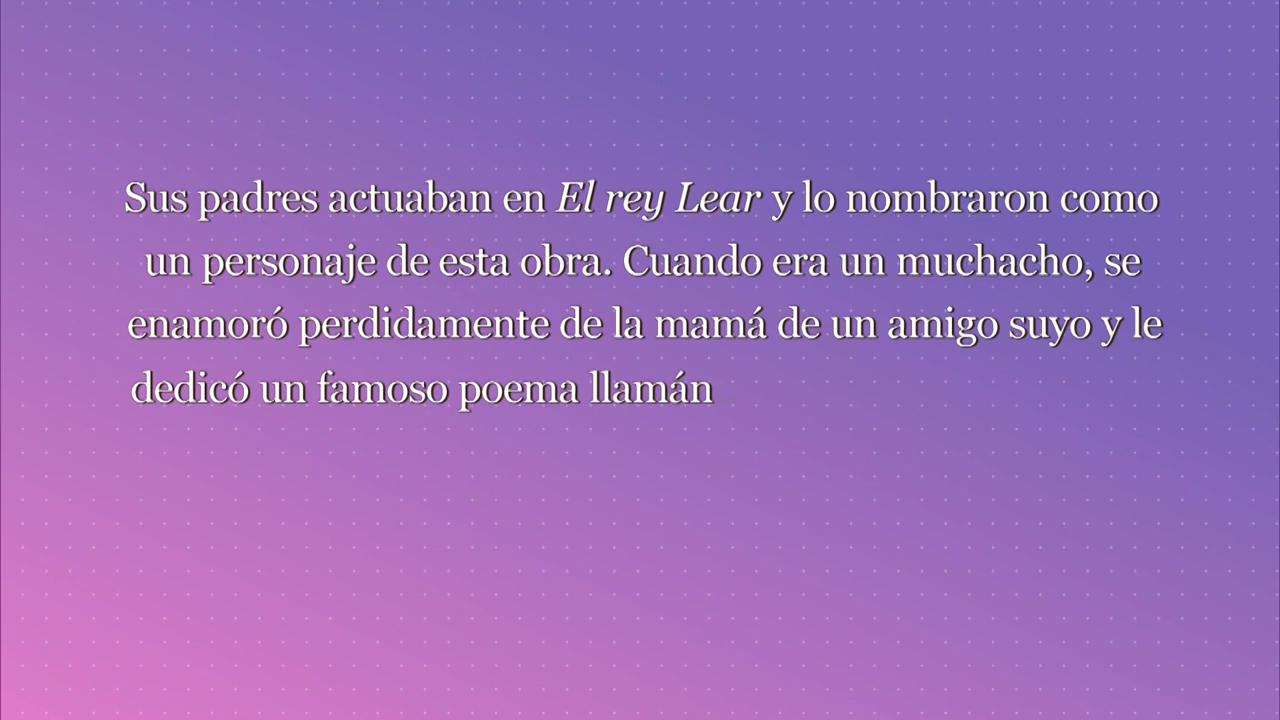 Sus padres actuaban en El rey Lear y lo nombraron como
un personaje de esta obra. Cuando era un muchacho, se
enamoró perdidamente de la mamá de un amigo suyo y le
dedicó un famoso poema llamán